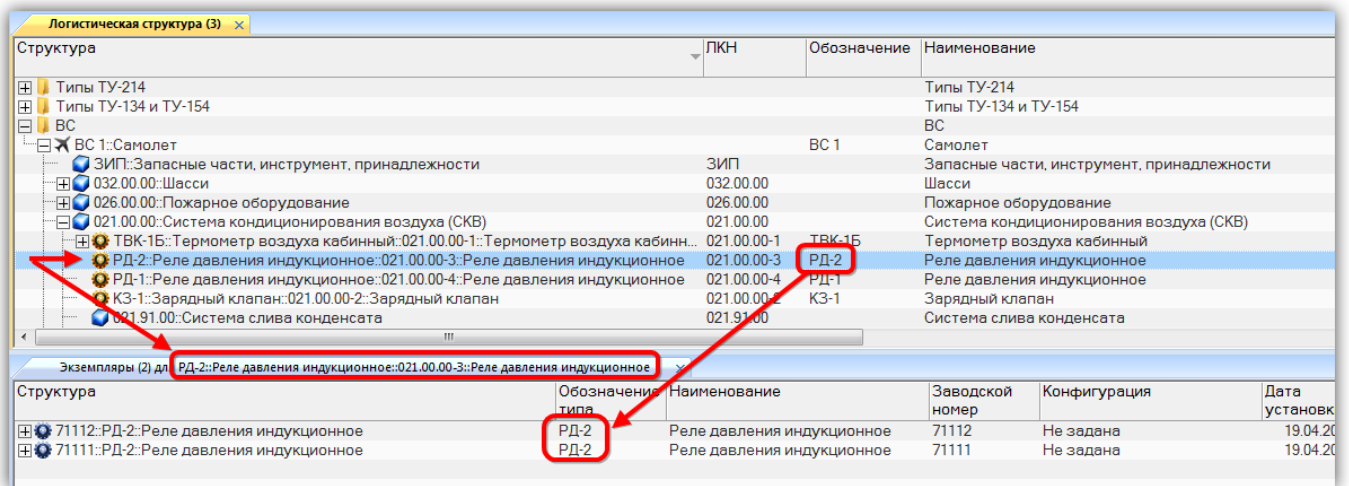 Логистическая структура (3) ×
Структура ЛКН Обозначение Наименование
Типы ТУ-214 Типы ТУ-214
Типы ТУ-134 и ТУ-154 Типы ТУ-134 и ТУ-154
ВС ВС
ВС 1::Самолет ВС 1 Самолет
ЗИП::Запасные части, инструмент, принадлежности ЗИП Запасные части, инструмент, принадлежности
032.00.00::Шасси 032.00.00 Шасси
026.00.00::Пожарное оборудование 026.00.00 Пожарное оборудование
021.00.00::Система кондиционирования воздуха (СКВ) 021.00.00 Система кондиционирования воздуха (СКВ)
ТВК-1Б::Термометр воздуха кабинный::021.00.00-1::Термометр воздуха кабинн... 021.00.00-1 ТВК-1Б Термометр воздуха кабинный
РД-2::Реле давления индукционное::021.00.00-3::Реле давления индукционное 021.00.00-3 РД-2 Реле давления индукционное
РД-1::Реле давления индукционное::021.00.00-4::Реле давления индукционное 021.00.00-4 РД-1 Реле давления индукционное
КЗ-1::Зарядный клапан::021.00.00-2::Зарядный клапан 021.00.00-2 КЗ-1 Зарядный клапан
021.91.00::Система слива конденсата 021.91.00 Система слива конденсата
Экземпляры (2) дл РД-2::Реле давления индукционное::021.00.00-3::Реле давления индукционное ×
Структура Обозначение типа Наименование Заводской номер Конфигурация Дата установк
71112::РД-2::Реле давления индукционное РД-2 Реле давления индукционное 71112 Не задана 19.04.20
71111::РД-2::Реле давления индукционное РД-2 Реле давления индукционное 71111 Не задана 19.04.20